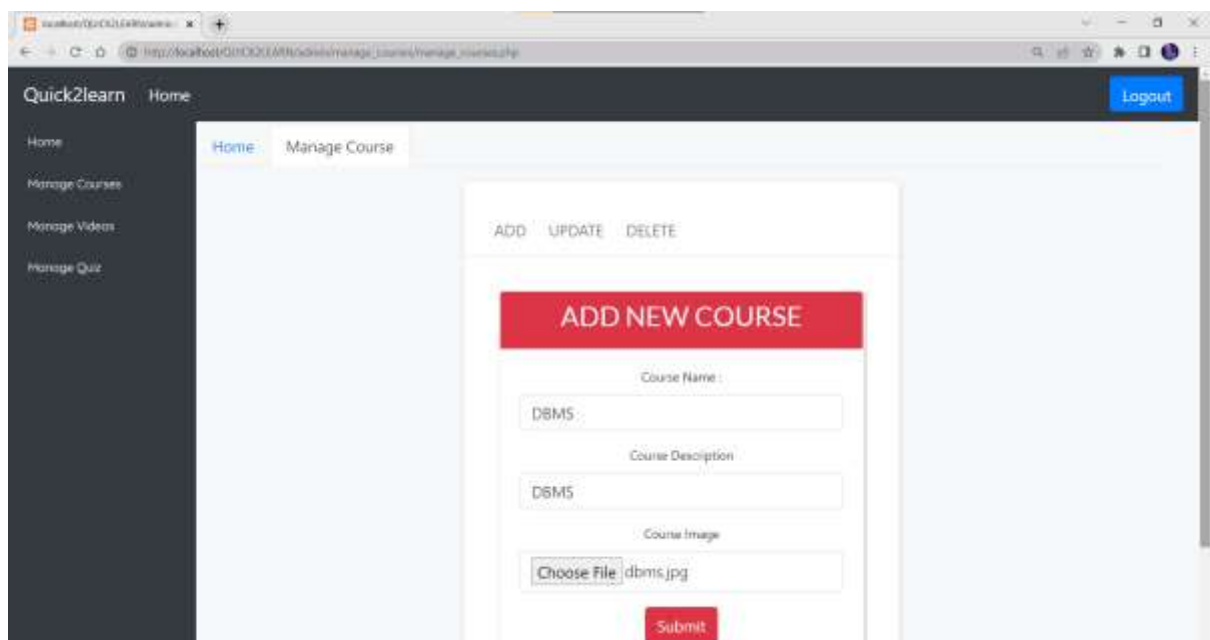 Quick2learn Home Logout
Home
Manage Courses
Manage Videos
Manage Quiz
Home Manage Course
ADD UPDATE DELETE
ADD NEW COURSE
Course Name :
DBMS
Course Description
DBMS
Course Image
Choose File dbms.jpg
Submit